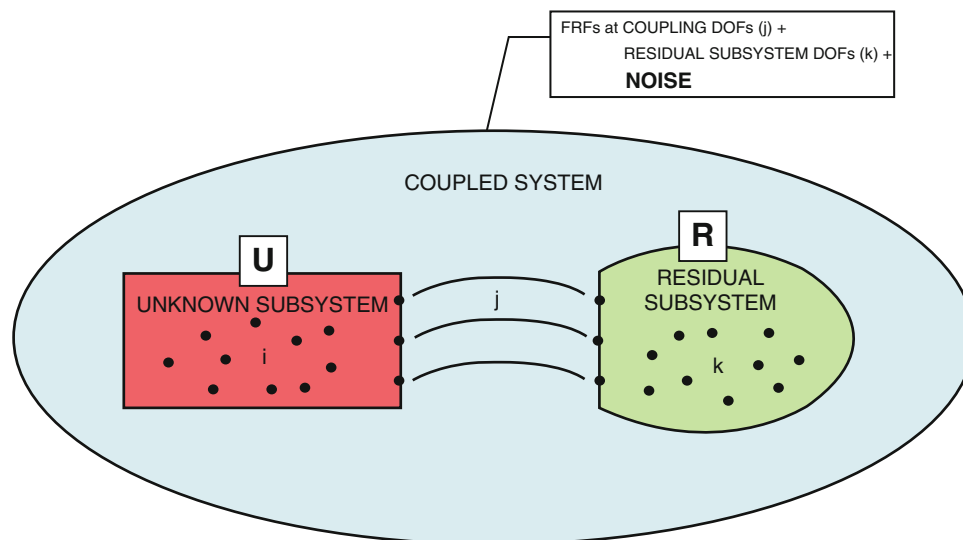 FRFs at COUPLING DOFs (j) +
RESIDUAL SUBSYSTEM DOFs (k) +
NOISE
COUPLED SYSTEM
U
R
UNKNOWN SUBSYSTEM
j
RESIDUAL
SUBSYSTEM
i
k